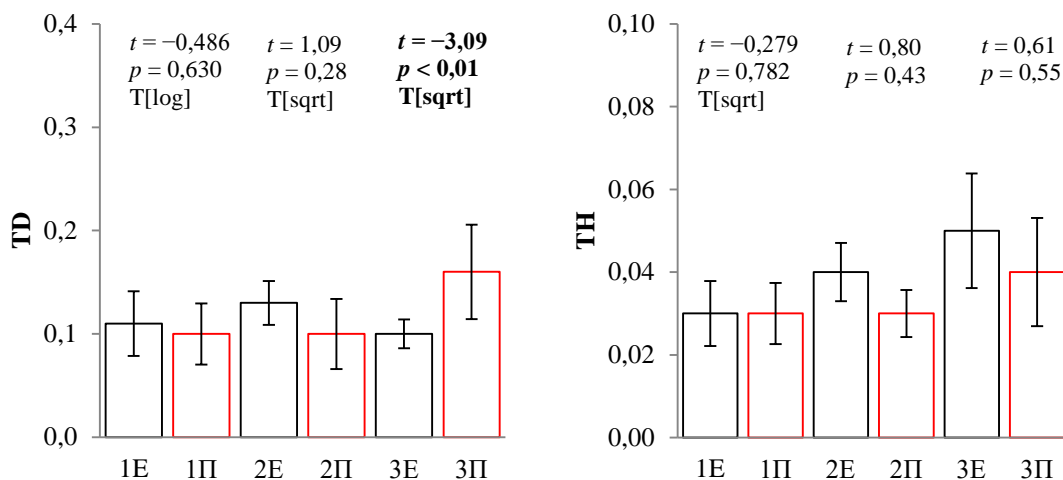 TD
0,4
0,3
0,2
0,1
0,0
t = −0,486
p = 0,630
T[log]
t = 1,09
p = 0,28
T[sqrt]
t = −3,09
p < 0,01
T[sqrt]
1Е 1П 2Е 2П 3Е 3П
TH
0,10
0,08
0,06
0,04
0,02
0,00
t = −0,279
p = 0,782
T[sqrt]
t = 0,80
p = 0,43
t = 0,61
p = 0,55
1Е 1П 2Е 2П 3Е 3П